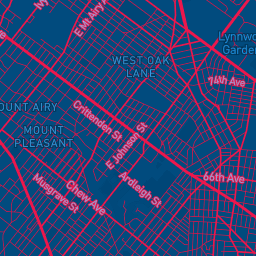 E Mt Airy A
WEST OAK
LANE
Lynnwo
Garden
74th Ave
OUNT AIRY
Crittenden St
MOUNT
PLEASANT
E Johnson St
Ardleigh St
66th Ave
Chew Ave
Musgrave St